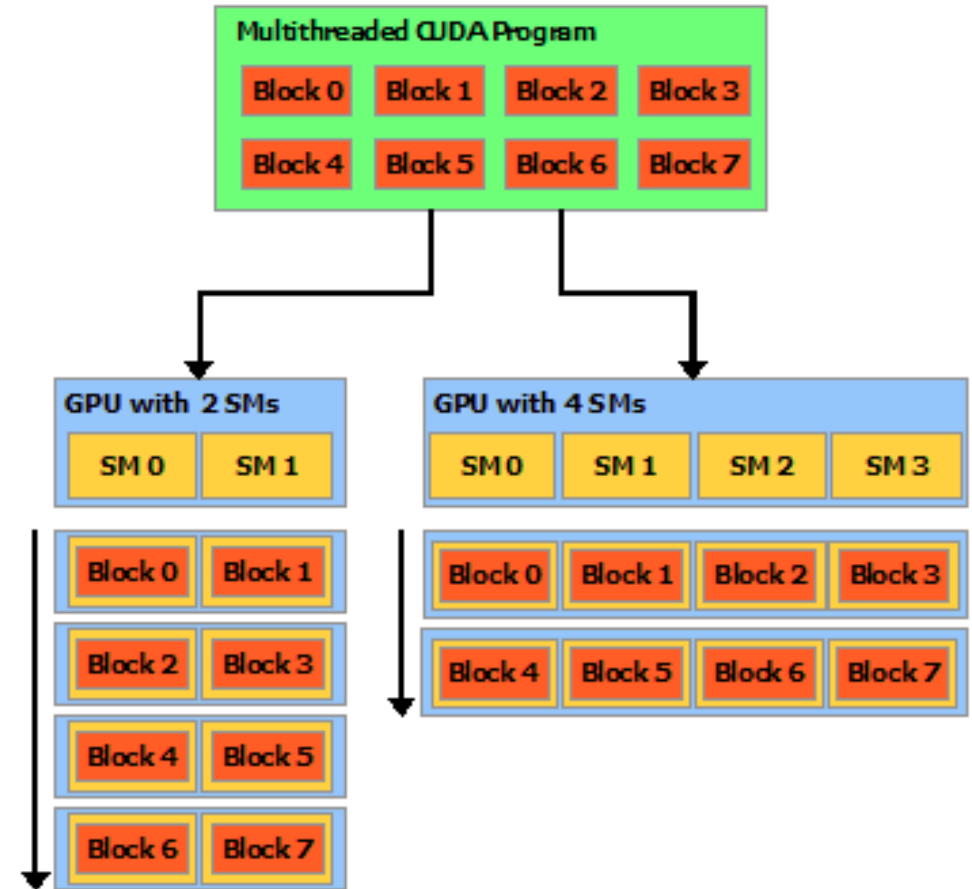 Multithreaded CUDA Program
Block 0 Block 1 Block 2 Block 3
Block 4 Block 5 Block 6 Block 7
GPU with 2 SMs
SM 0 SM 1
Block 0 Block 1
Block 2 Block 3
Block 4 Block 5
Block 6 Block 7
GPU with 4 SMs
SM 0 SM 1 SM 2 SM 3
Block 0 Block 1 Block 2 Block 3
Block 4 Block 5 Block 6 Block 7